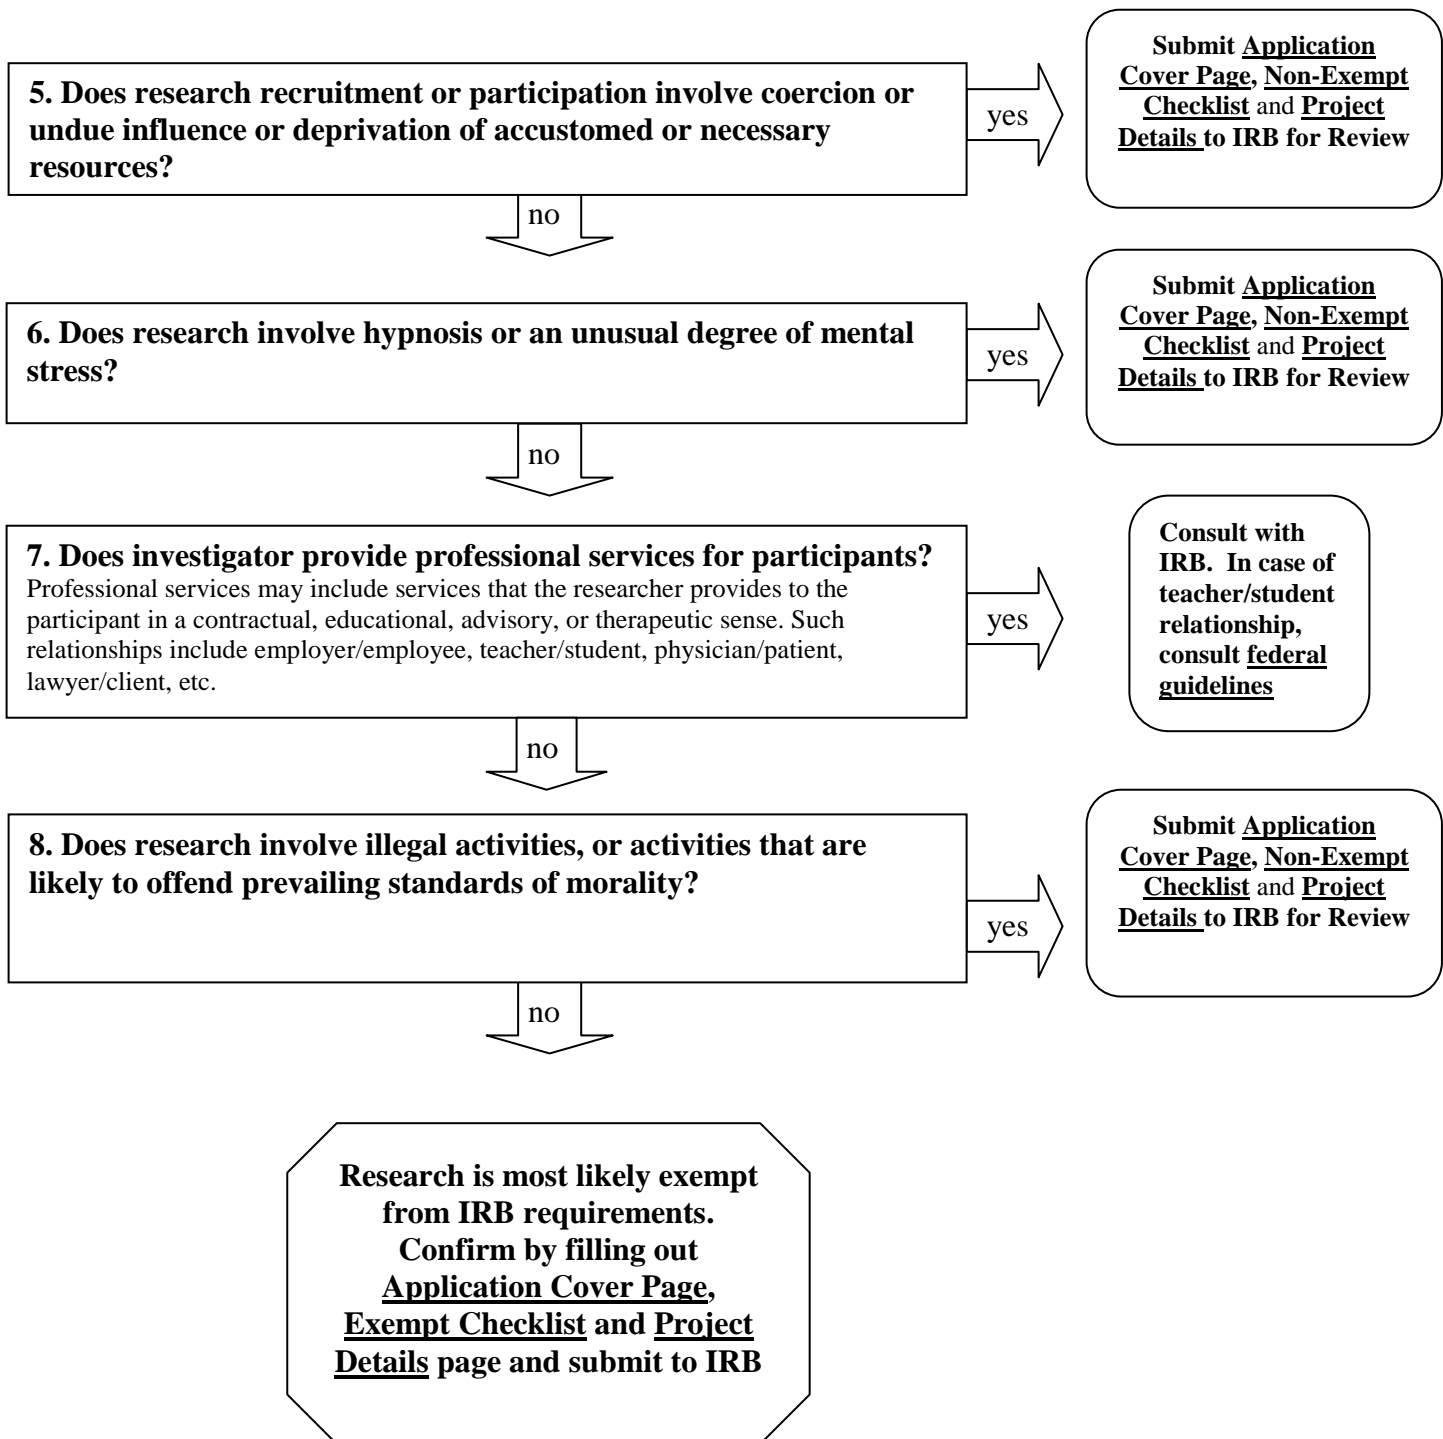 5. Does research recruitment or participation involve coercion or
undue influence or deprivation of accustomed or necessary
resources?
yes
Submit Application
Cover Page, Non-Exempt
Checklist and Project
Details to IRB for Review
no
6. Does research involve hypnosis or an unusual degree of mental
stress?
yes
Submit Application
Cover Page, Non-Exempt
Checklist and Project
Details to IRB for Review
no
7. Does investigator provide professional services for participants?
Professional services may include services that the researcher provides to the
participant in a contractual, educational, advisory, or therapeutic sense. Such
relationships include employer/employee, teacher/student, physician/patient,
lawyer/client, etc.
yes
Consult with
IRB.  In case of
teacher/student
relationship,
consult federal
guidelines
no
8. Does research involve illegal activities, or activities that are
likely to offend prevailing standards of morality?
yes
Submit Application
Cover Page, Non-Exempt
Checklist and Project
Details to IRB for Review
no
Research is most likely exempt
from IRB requirements.
Confirm by filling out
Application Cover Page,
Exempt Checklist and Project
Details page and submit to IRB